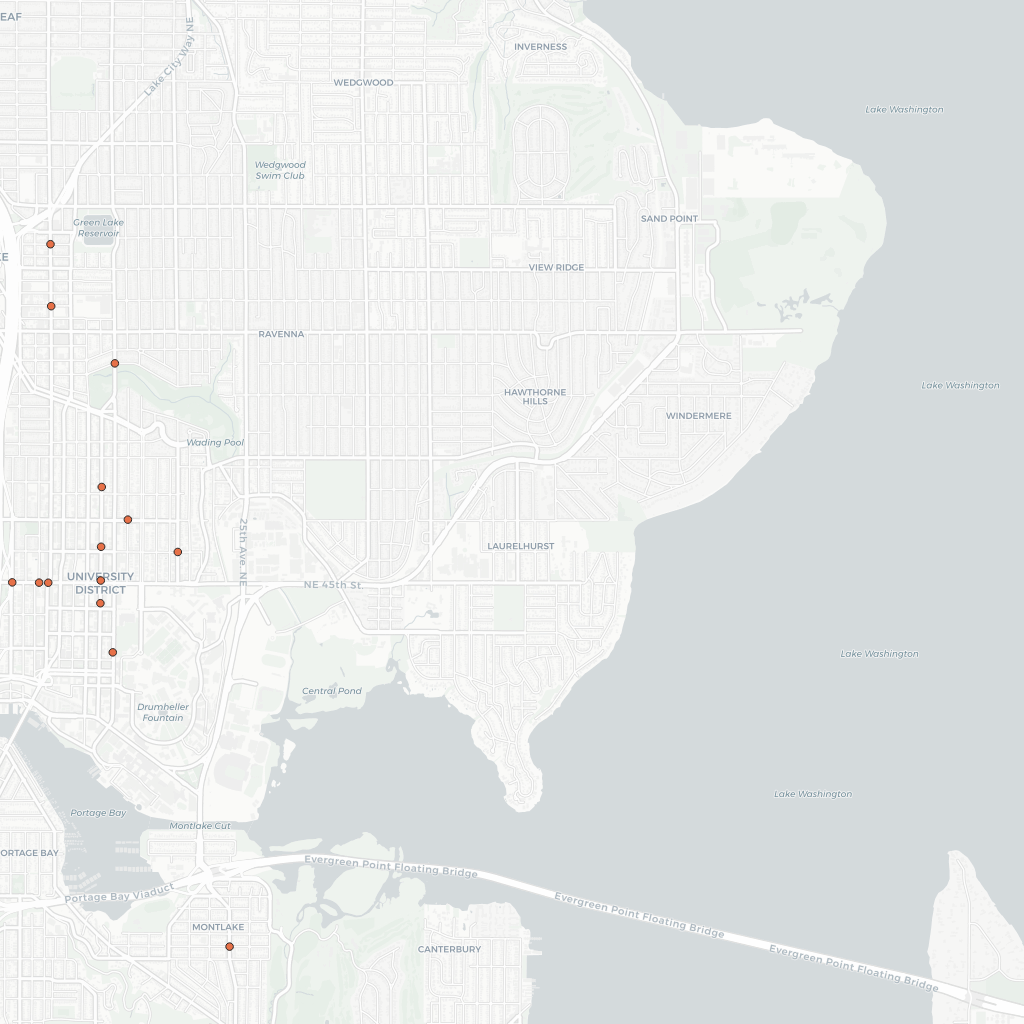 EAF
INVERNESS
Lake City Way NE
WEDGWOOD
Lake Washington
Wedgwood
Swim Club
SAND POINT
Green Lake
Reservoir
KE
VIEW RIDGE
RAVENNA
HAWTHORNE
HILLS
Lake Washington
WINDERMERE
Wading Pool
25th Ave. NE
LAURELHURST
UNIVERSITY
DISTRICT
NE 45th St.
Lake Washington
Central Pond
Drumheller
Fountain
Lake Washington
Portage Bay
Montlake Cut
ORTAGE BAY
Evergreen Point Floating Bridge
Portage Bay Viaduct
Evergreen Point Floating Bridge
MONTLAKE
CANTERBURY
Evergreen Point Floating Bridge